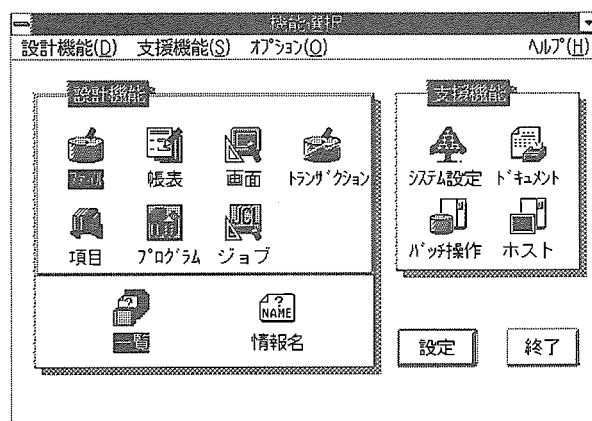 機能選択
設計機能(D) 支援機能(S) オプション(O) ヘルプ(H)
設計機能
帳表 画面 トランザクション
項目 プログラム ジョブ
一覧 情報名
支援機能
システム設定 ドキュメント
バッチ操作 ホスト
設定 終了
JCL
NAME